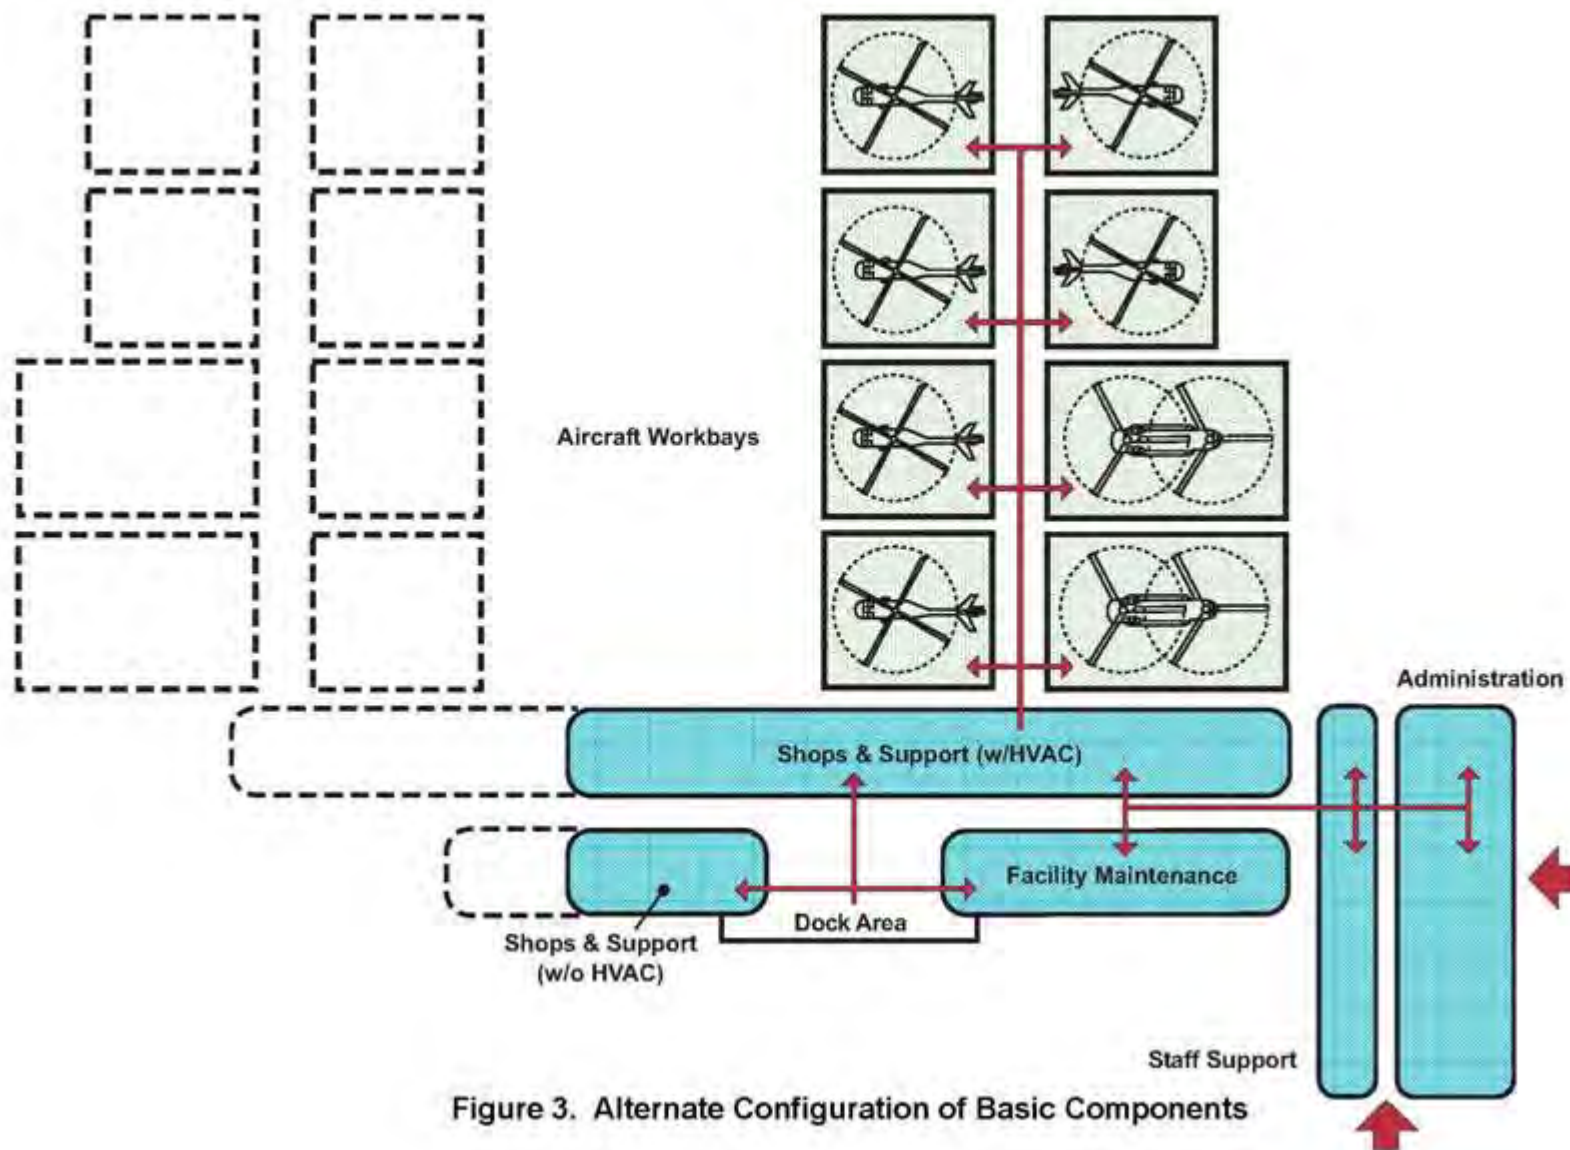 Aircraft Workbays
Administration
Shops & Support (w/HVAC)
Facility Maintenance
Dock Area
Shops & Support
(w/o HVAC)
Staff Support
Figure 3. Alternate Configuration of Basic Components